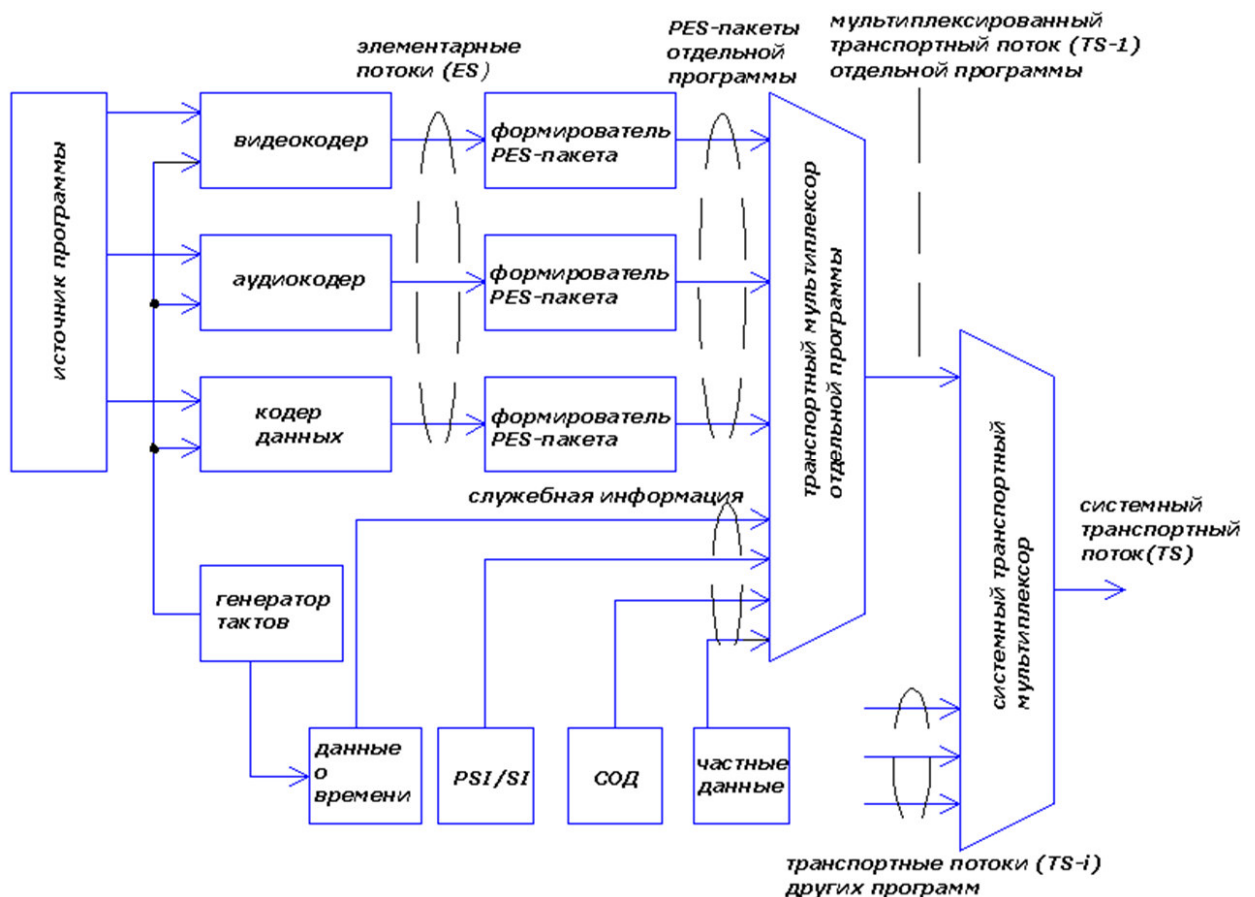 элементарные
потоки (ES)
PES-пакеты
отдельной
программы
мультиплексированный
транспортный поток (TS-1)
отдельной программы
источник программы
видеокодер
формирователь
PES-пакета
аудиокодер
формирователь
PES-пакета
кодер
данных
формирователь
PES-пакета
транспортный мультиплексор
отдельной программы
служебная информация
генератор
тактов
данные
о
времени
PSI/SI
СОД
частные
данные
системный транспортный
мультиплексор
системный
транспортный
поток(TS)
транспортные потоки (TS-i)
других программ